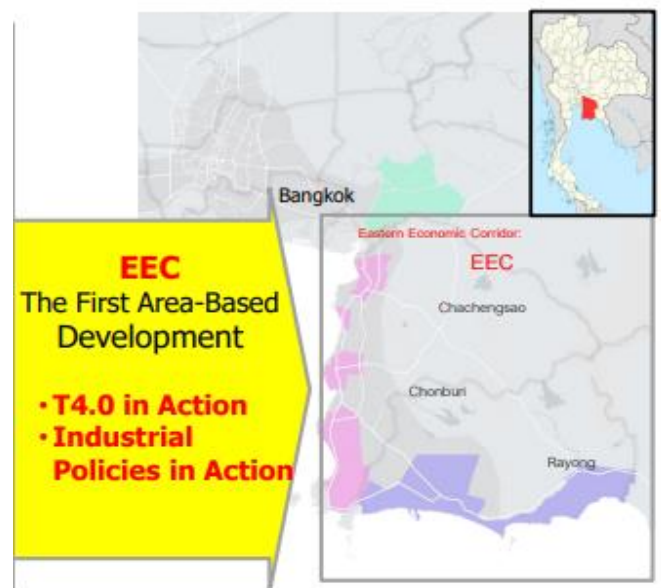 Bangkok
Eastern Economic Corridor:
EEC
Chachengsao
Chonburi
Rayong
EEC
The First Area-Based
Development
• T4.0 in Action
• Industrial
Policies in Action